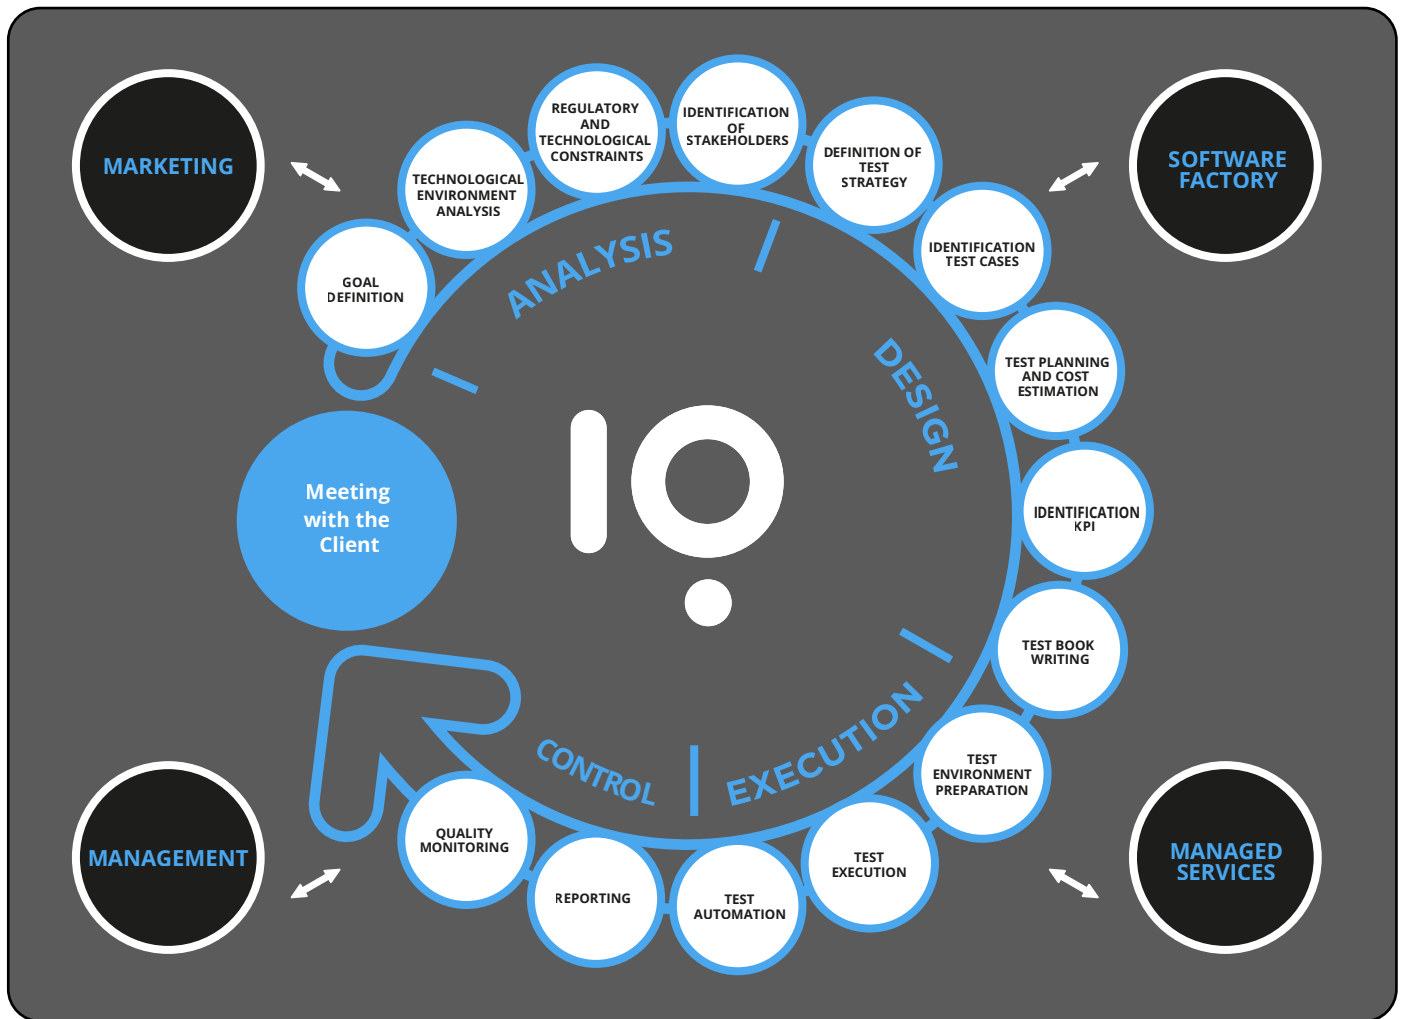 MARKETING
SOFTWARE
FACTORY
GOAL
DEFINITION
TECHNOLOGICAL
ENVIRONMENT
ANALYSIS
REGULATORY
AND
TECHNOLOGICAL
CONSTRAINTS
IDENTIFICATION
OF
STAKEHOLDERS
DEFINITION OF
TEST
STRATEGY
IDENTIFICATION
TEST CASES
TEST PLANNING
AND COST
ESTIMATION
IDENTIFICATION
KPI
TEST BOOK
WRITING
TEST
ENVIRONMENT
PREPARATION
TEST
EXECUTION
TEST
AUTOMATION
REPORTING
QUALITY
MONITORING
ANALYSIS
DESIGN
EXECUTION
CONTROL
Meeting
with the
Client
MANAGEMENT
MANAGED
SERVICES